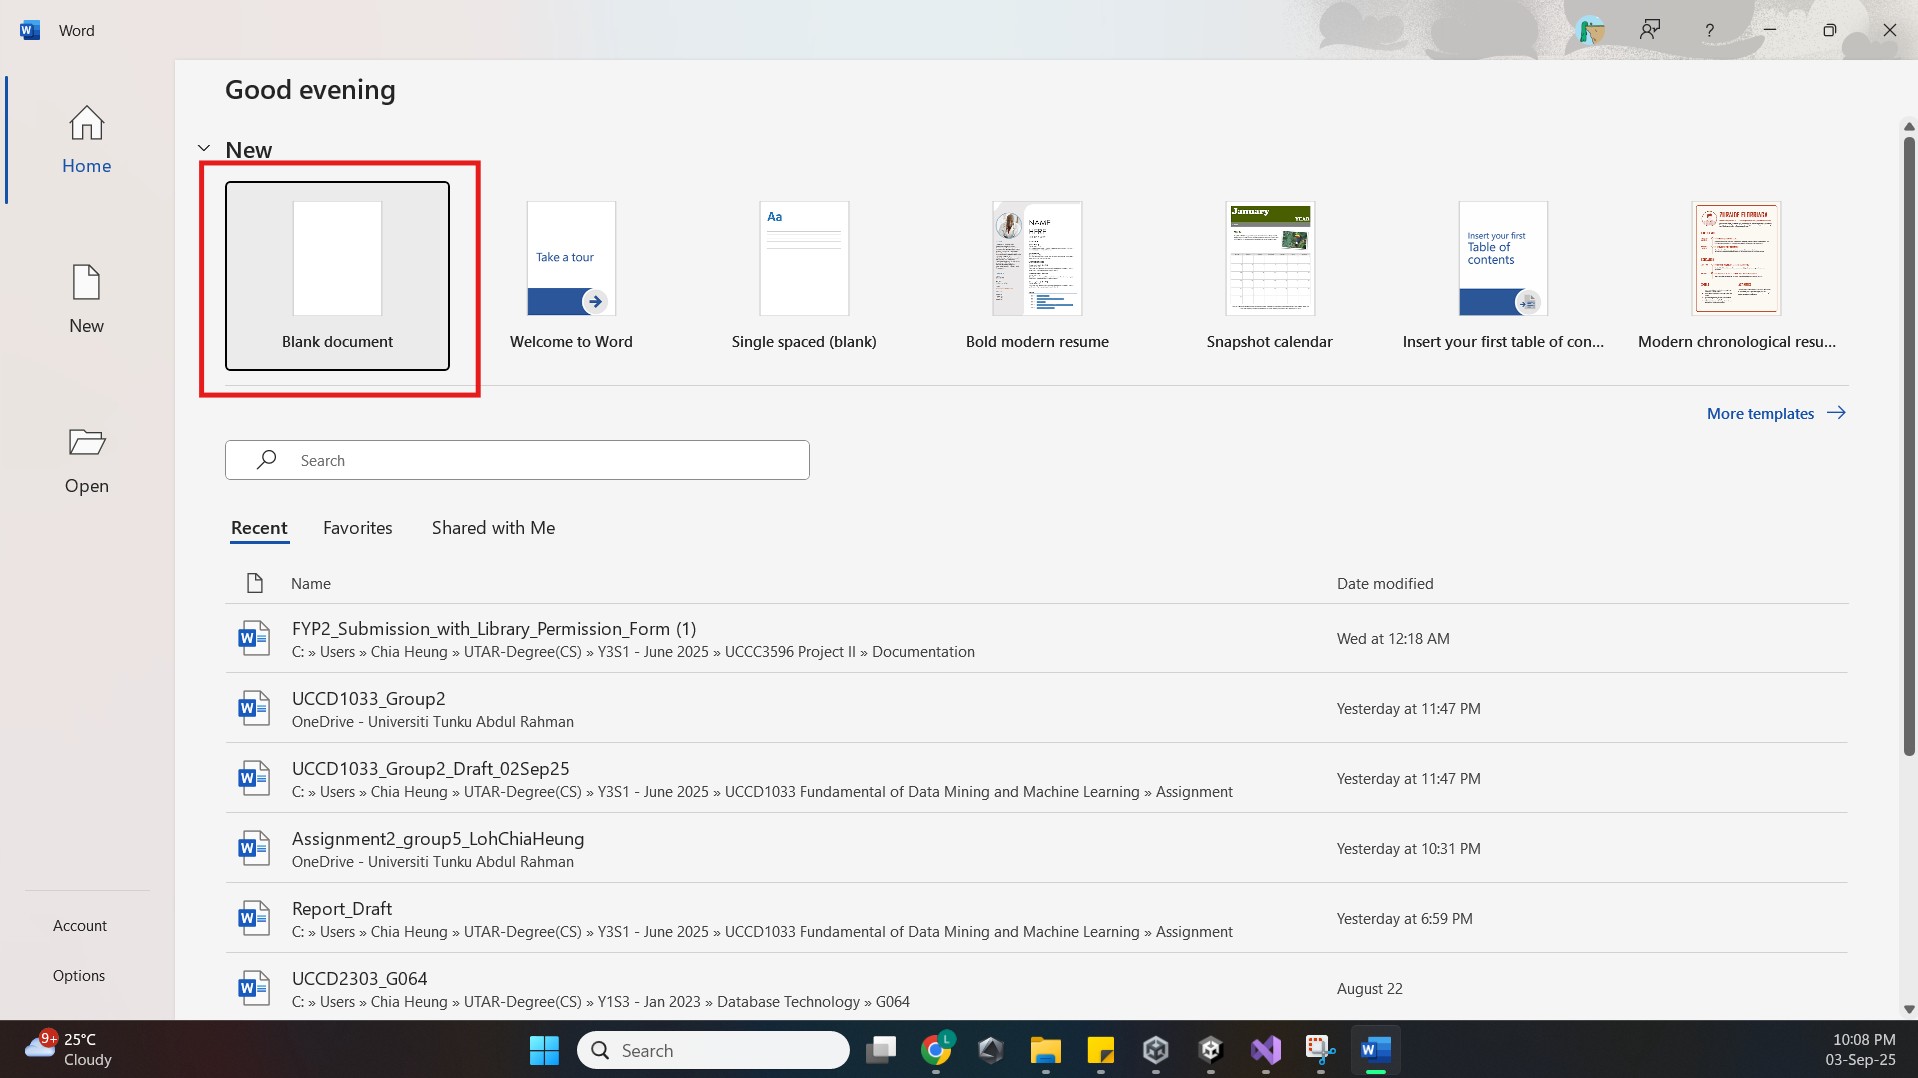 Word
?
Good evening
New
Home
New
Open
Account
Options
Blank document
Take a tour
Welcome to Word
Aa
Single spaced (blank)
NAME
HERE
Bold modern resume
January
YEAR
Snapshot calendar
Insert your first
Table of
contents
Insert your first table of con...
Modern chronological resu...
More templates
Search
Recent
Favorites
Shared with Me
Name
Date modified
FYP2_Submission_with_Library_Permission_Form (1)
C: » Users » Chia Heung » UTAR-Degree(CS) » Y3S1 - June 2025 » UCCC3596 Project II » Documentation
Wed at 12:18 AM
UCCD1033_Group2
OneDrive - Universiti Tunku Abdul Rahman
Yesterday at 11:47 PM
UCCD1033_Group2_Draft_02Sep25
C: » Users » Chia Heung » UTAR-Degree(CS) » Y3S1 - June 2025 » UCCD1033 Fundamental of Data Mining and Machine Learning » Assignment
Yesterday at 11:47 PM
Assignment2_group5_LohChiaHeung
OneDrive - Universiti Tunku Abdul Rahman
Yesterday at 10:31 PM
Report_Draft
C: » Users » Chia Heung » UTAR-Degree(CS) » Y3S1 - June 2025 » UCCD1033 Fundamental of Data Mining and Machine Learning » Assignment
Yesterday at 6:59 PM
UCCD2303_G064
C: » Users » Chia Heung » UTAR-Degree(CS) » Y1S3 - Jan 2023 » Database Technology » G064
August 22
9+
25°C
Cloudy
Search
L
10:08 PM
03-Sep-25